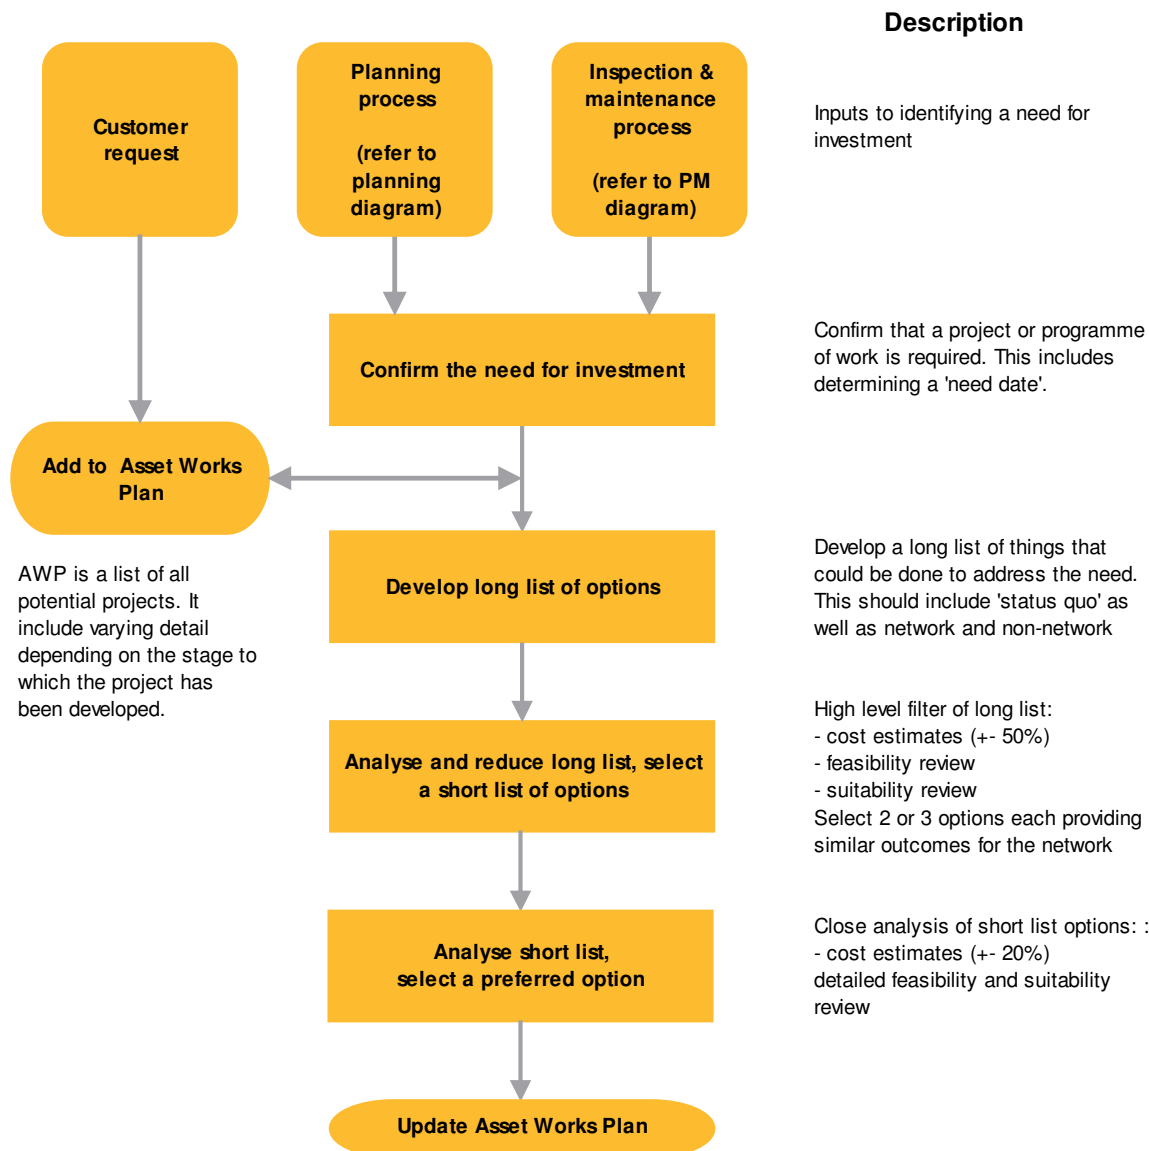 Description
Customer
request
Planning
process
(refer to
planning
diagram)
Inspection &
maintenance
process
(refer to PM
diagram)
Inputs to identifying a need for
investment
Confirm the need for investment
Confirm that a project or programme
of work is required. This includes
determining a 'need date'.
Add to Asset Works
Plan
AWP is a list of all
potential projects. It
include varying detail
depending on the stage to
which the project has
been developed.
Develop long list of options
Develop a long list of things that
could be done to address the need.
This should include 'status quo' as
well as network and non-network
Analyse and reduce long list, select
a short list of options
High level filter of long list:
- cost estimates (+- 50%)
- feasibility review
- suitability review
Select 2 or 3 options each providing
similar outcomes for the network
Analyse short list,
select a preferred option
Close analysis of short list options: :
- cost estimates (+- 20%)
detailed feasibility and suitability
review
Update Asset Works Plan